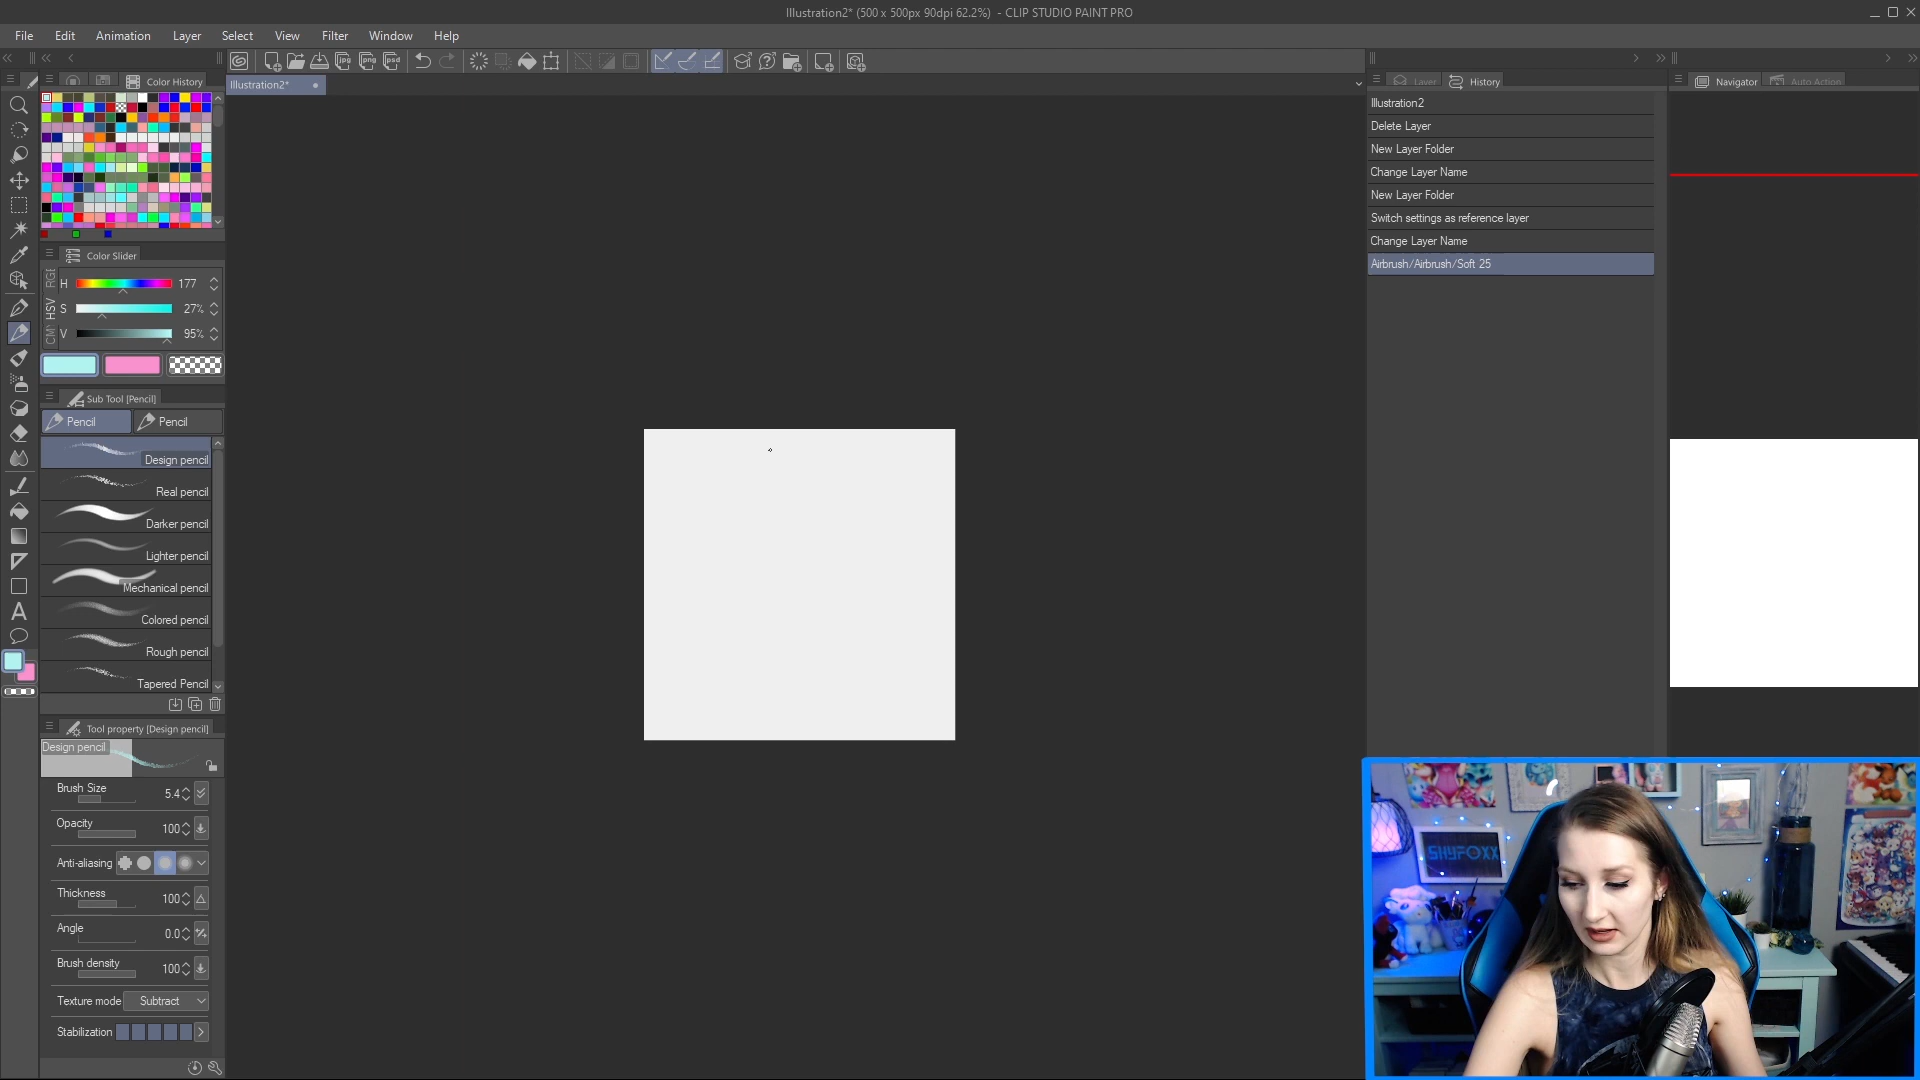 Illustration2* (500 x 500px 90dpi 62.2%) - CLIP STUDIO PAINT PRO
File Edit Animation Layer Select View Window Filter Help
Color History
Illustration2*
Layer
History
Navigator
Auto Action
Illustration2
Delete Layer
New Layer Folder
Change Layer Name
New Layer Folder
Switch settings as reference layer
Change Layer Name
Airbrush/Airbrush/Soft 25
Color Slider
HSV
H 177
S 27%
V 95%
Sub Tool [Pencil]
Pencil
Pencil
Design pencil
Real pencil
Darker pencil
Lighter pencil
Mechanical pencil
Colored pencil
Rough pencil
Tapered Pencil
Tool property [Design pencil]
Design pencil
Brush Size 5.4
Opacity 100
Anti-aliasing
Thickness 100
Angle 0.0
Brush density 100
Texture mode Subtract
Stabilization
SHYFOXX